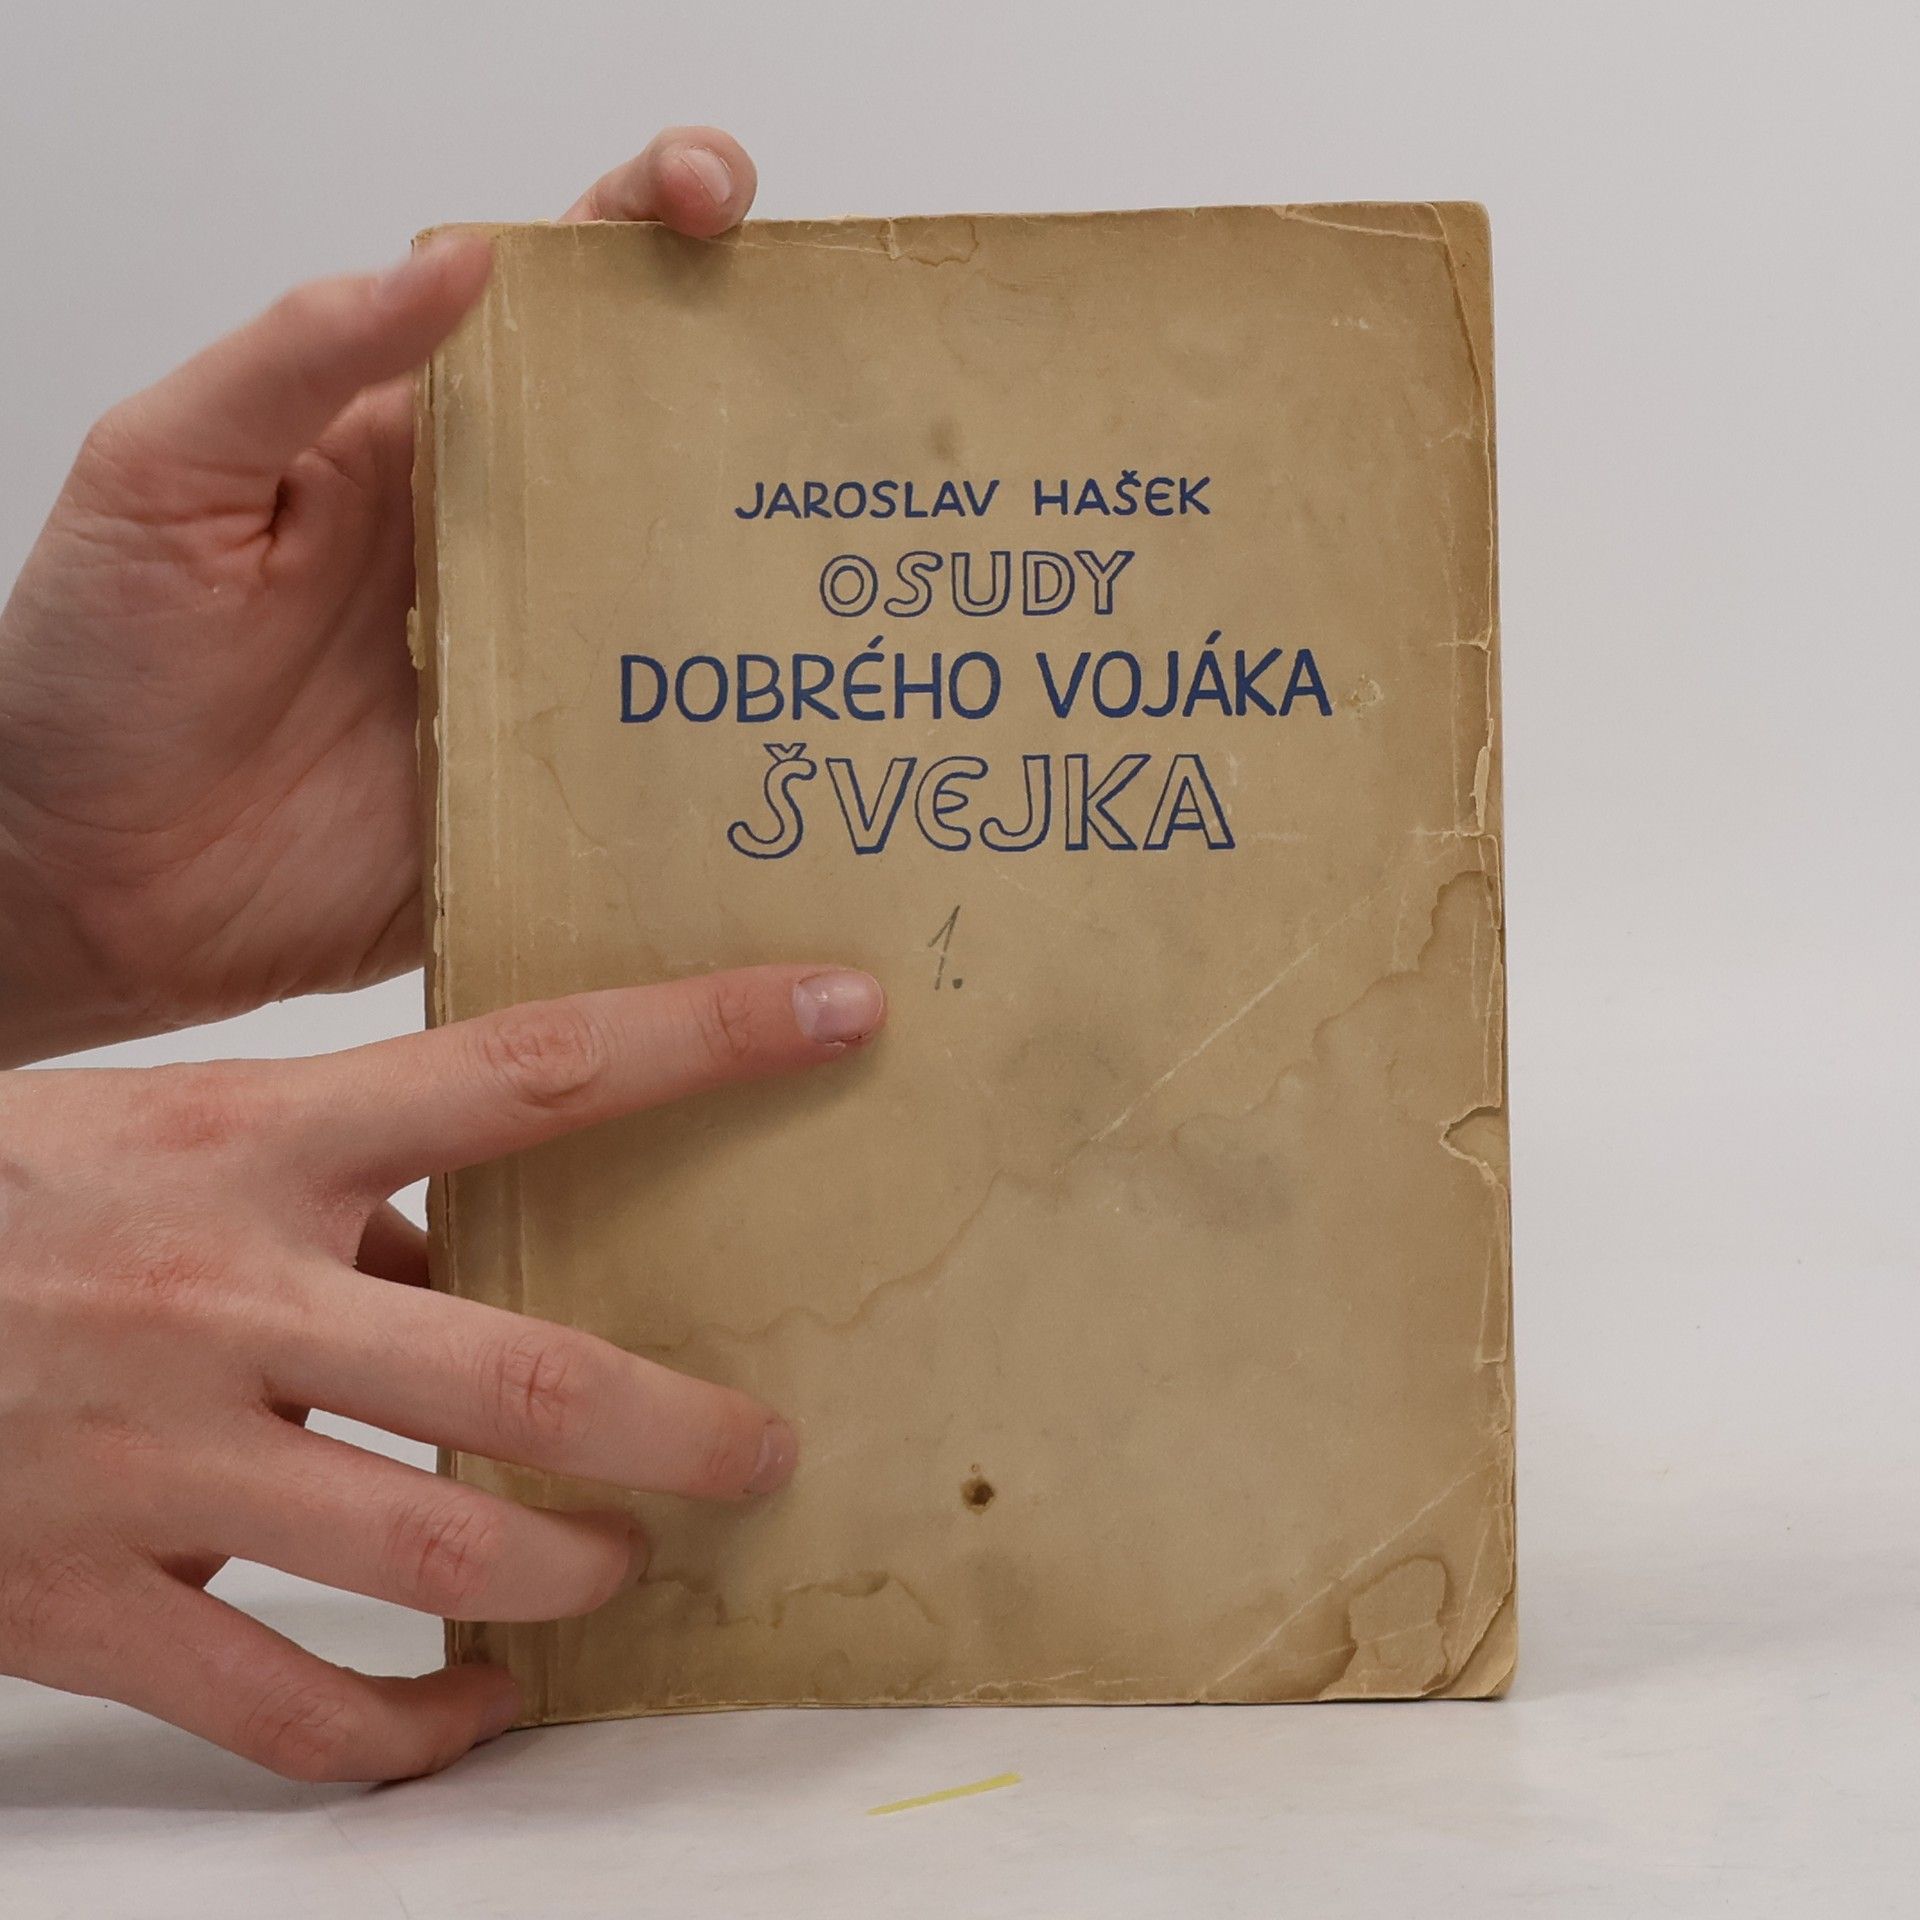 JAROSLAV HAŠEK
OSUDY
DOBRÉHO VOJÁKA
ŠVEJKA
1.